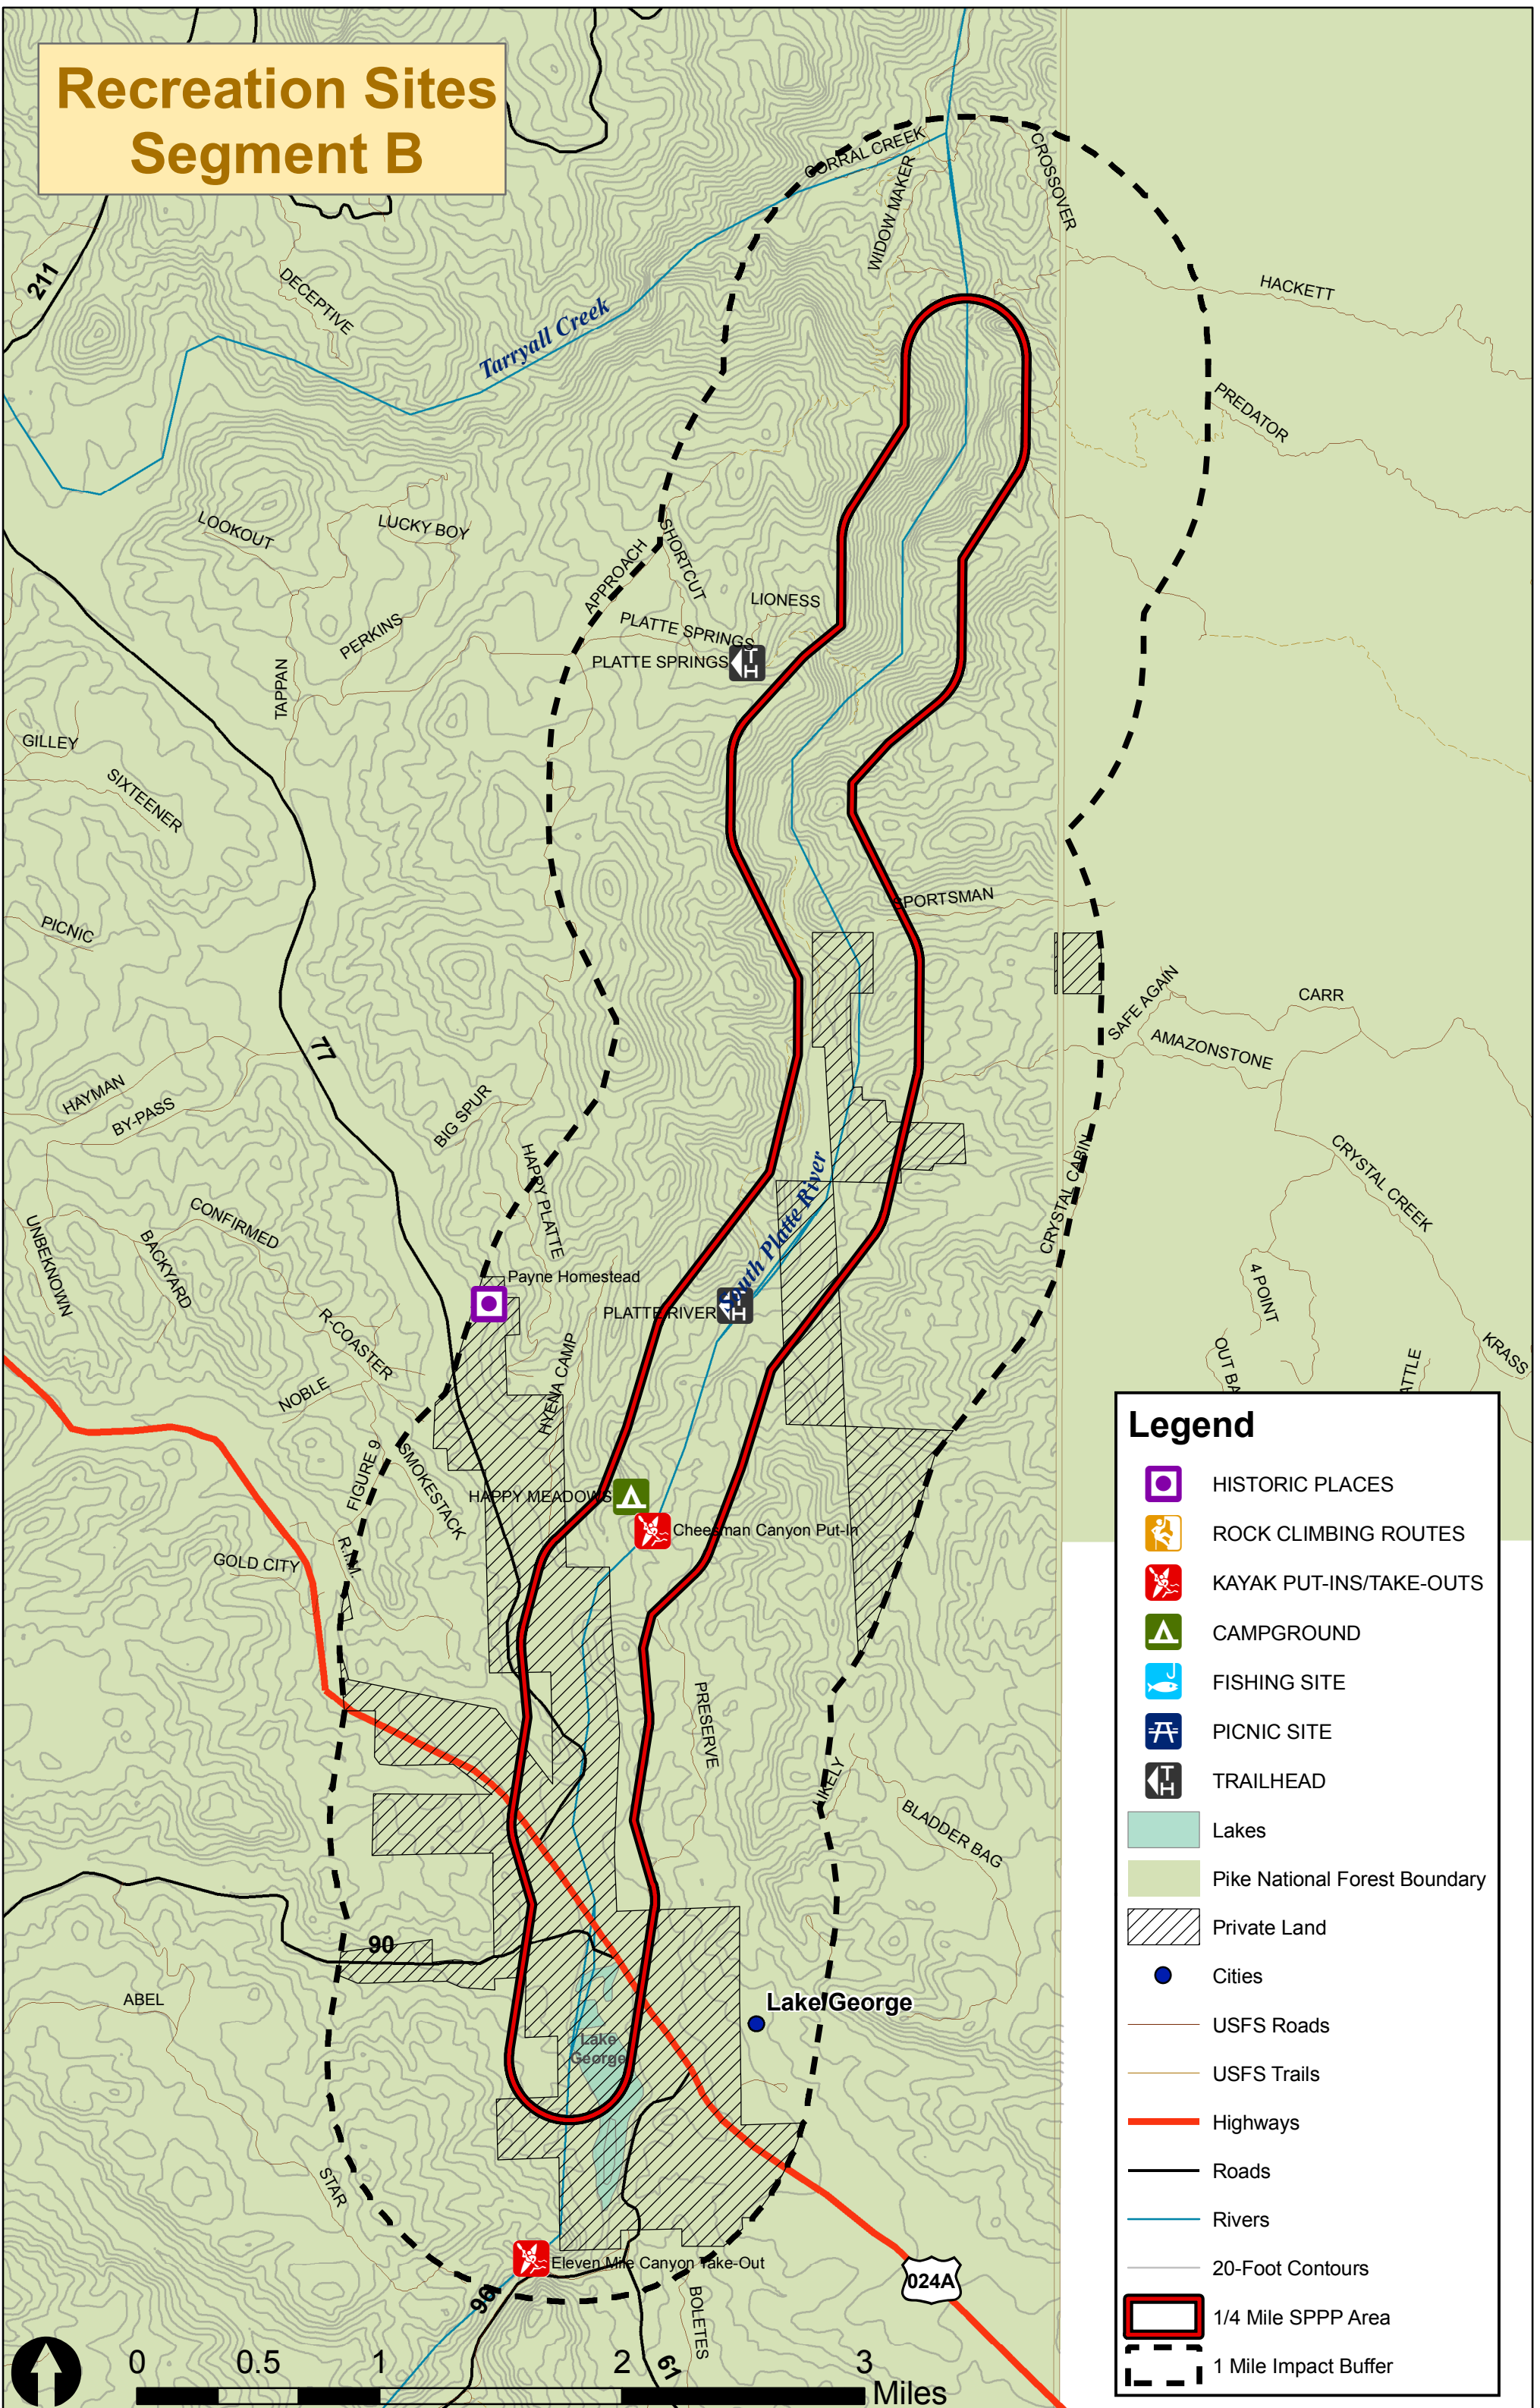 Recreation Sites
Segment B
CORRAL CREEK
WIDOW MAKER
CROSSOVER
211
DECEPTIVE
Tarryall Creek
HACKETT
PREDATOR
LOOKOUT
LUCKY BOY
SHORTCUT
APPROACH
LIONESS
PERKINS
PLATTE SPRINGS
PLATTE SPRINGS
TH
TAPPAN
GILLEY
SIXTEENER
SPORTSMAN
PICNIC
SAFE AGAIN
CARR
AMAZONSTONE
77
HAYMAN
BY-PASS
BIG SPUR
HAPPY PLATTE
CRYSTAL CABIN
CRYSTAL CREEK
South Platte River
UNBEKNOWN
BACKYARD
CONFIRMED
4 POINT
Payne Homestead
PLATTE RIVER
TH
R-COASTER
NOBLE
HYENA CAMP
OUT BA
ATTLE
KRASS
FIGURE 9
SMOKESTACK
HAPPY MEADOWS
Cheesman Canyon Put-In
R.I.M.
GOLD CITY
PRESERVE
LIKELY
BLADDER BAG
90
ABEL
Lake George
Lake
George
STAR
Eleven Mile Canyon Take-Out
96
BOLETES
61
024A
0 0.5 1 2 3
Miles
Legend
HISTORIC PLACES
ROCK CLIMBING ROUTES
KAYAK PUT-INS/TAKE-OUTS
CAMPGROUND
FISHING SITE
PICNIC SITE
TH TRAILHEAD
Lakes
Pike National Forest Boundary
Private Land
Cities
USFS Roads
USFS Trails
Highways
Roads
Rivers
20-Foot Contours
1/4 Mile SPPP Area
1 Mile Impact Buffer